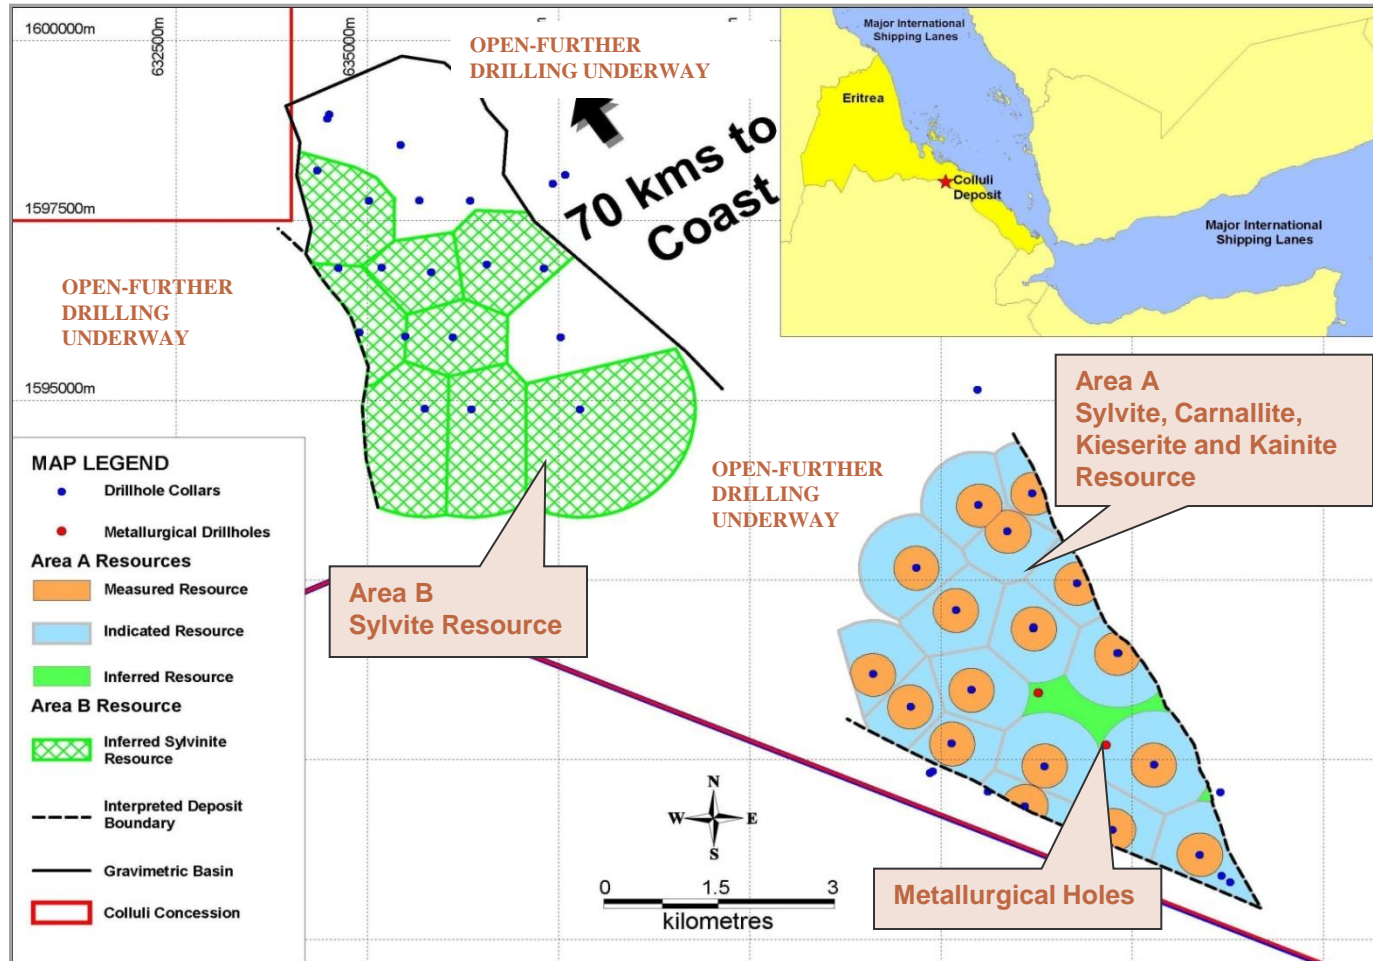 1600000m
632500m
635000m
OPEN-FURTHER
DRILLING UNDERWAY
70 kms to
Coast
Major International
Shipping Lanes
Eritrea
Colluli
Deposit
Major International
Shipping Lanes
1597500m
OPEN-FURTHER
DRILLING
UNDERWAY
1595000m
Area A
Sylvite, Carnallite,
Kieserite and Kainite
Resource
OPEN-FURTHER
DRILLING
UNDERWAY
MAP LEGEND
Drillhole Collars
Metallurgical Drillholes
Area A Resources
Measured Resource
Indicated Resource
Inferred Resource
Area B Resource
Inferred Sylvinite
Resource
Interpreted Deposit
Boundary
Gravimetric Basin
Colluli Concession
Area B
Sylvite Resource
N
W
E
S
0 1.5 3
kilometres
Metallurgical Holes